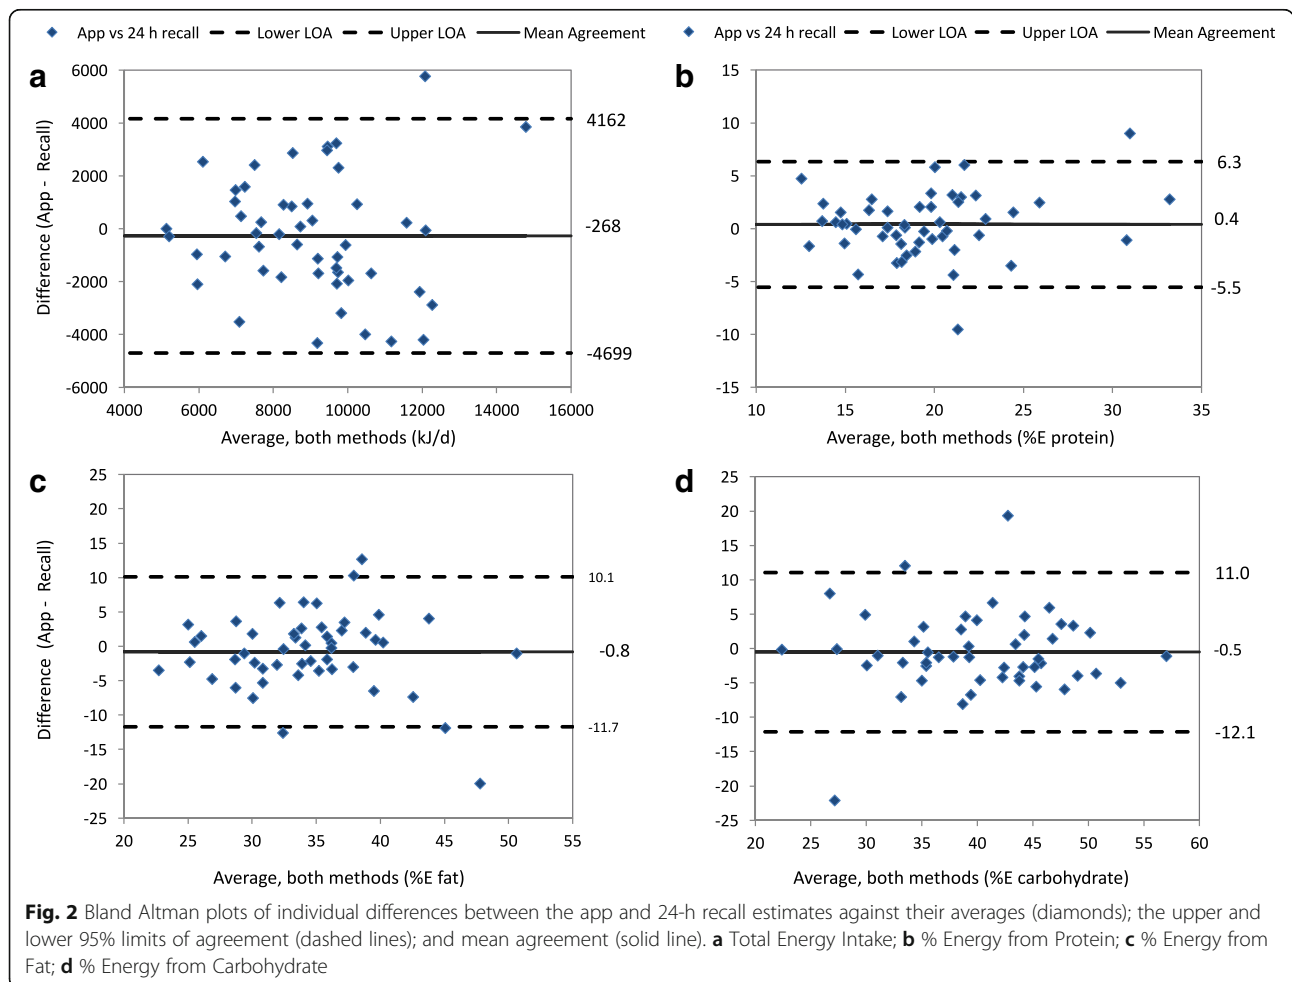 App vs 24 h recall Lower LOA Upper LOA Mean Agreement
App vs 24 h recall Lower LOA Upper LOA Mean Agreement
a
Difference (App - Recall)
6000
4000
2000
0
-2000
-4000
-6000
4162
-268
-4699
4000 6000 8000 10000 12000 14000 16000
Average, both methods (kJ/d)
b
15
10
5
0
-5
-10
-15
6.3
0.4
-5.5
10 15 20 25 30 35
Average, both methods (%E protein)
c
Difference (App - Recall)
25
20
15
10
5
0
-5
-10
-15
-20
-25
10.1
-0.8
-11.7
20 25 30 35 40 45 50 55
Average, both methods (%E fat)
d
25
20
15
10
5
0
-5
-10
-15
-20
-25
11.0
-0.5
-12.1
20 25 30 35 40 45 50 55 60
Average, both methods (%E carbohydrate)
Fig. 2 Bland Altman plots of individual differences between the app and 24-h recall estimates against their averages (diamonds); the upper and
lower 95% limits of agreement (dashed lines); and mean agreement (solid line). a Total Energy Intake; b % Energy from Protein; c % Energy from
Fat; d % Energy from Carbohydrate